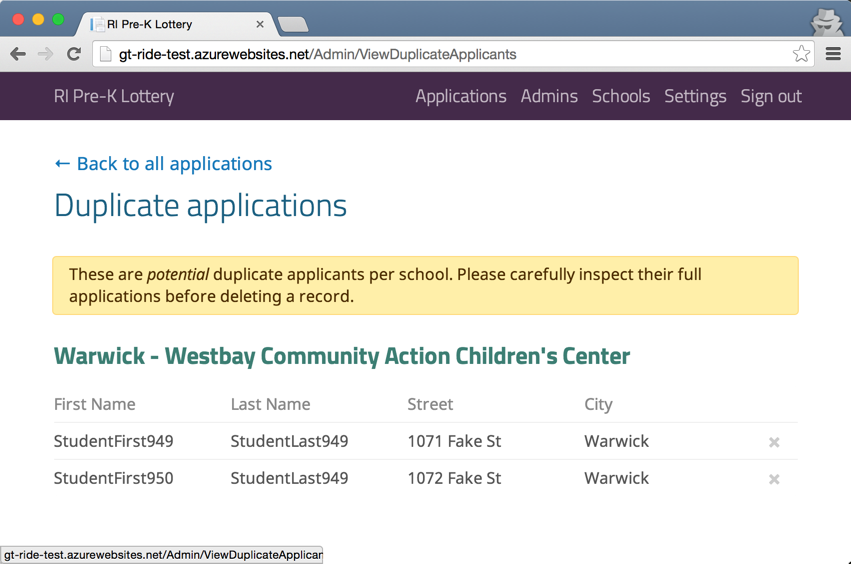 RI Pre-K Lottery
gt-ride-test.azurewebsites.net/Admin/ViewDuplicateApplicants
RI Pre-K Lottery Applications Admins Schools Settings Sign out
← Back to all applications
Duplicate applications
These are potential duplicate applicants per school. Please carefully inspect their full
applications before deleting a record.
Warwick - Westbay Community Action Children's Center
First Name Last Name Street City
StudentFirst949 StudentLast949 1071 Fake St Warwick
StudentFirst950 StudentLast949 1072 Fake St Warwick
gt-ride-test.azurewebsites.net/Admin/ViewDuplicateApplicar